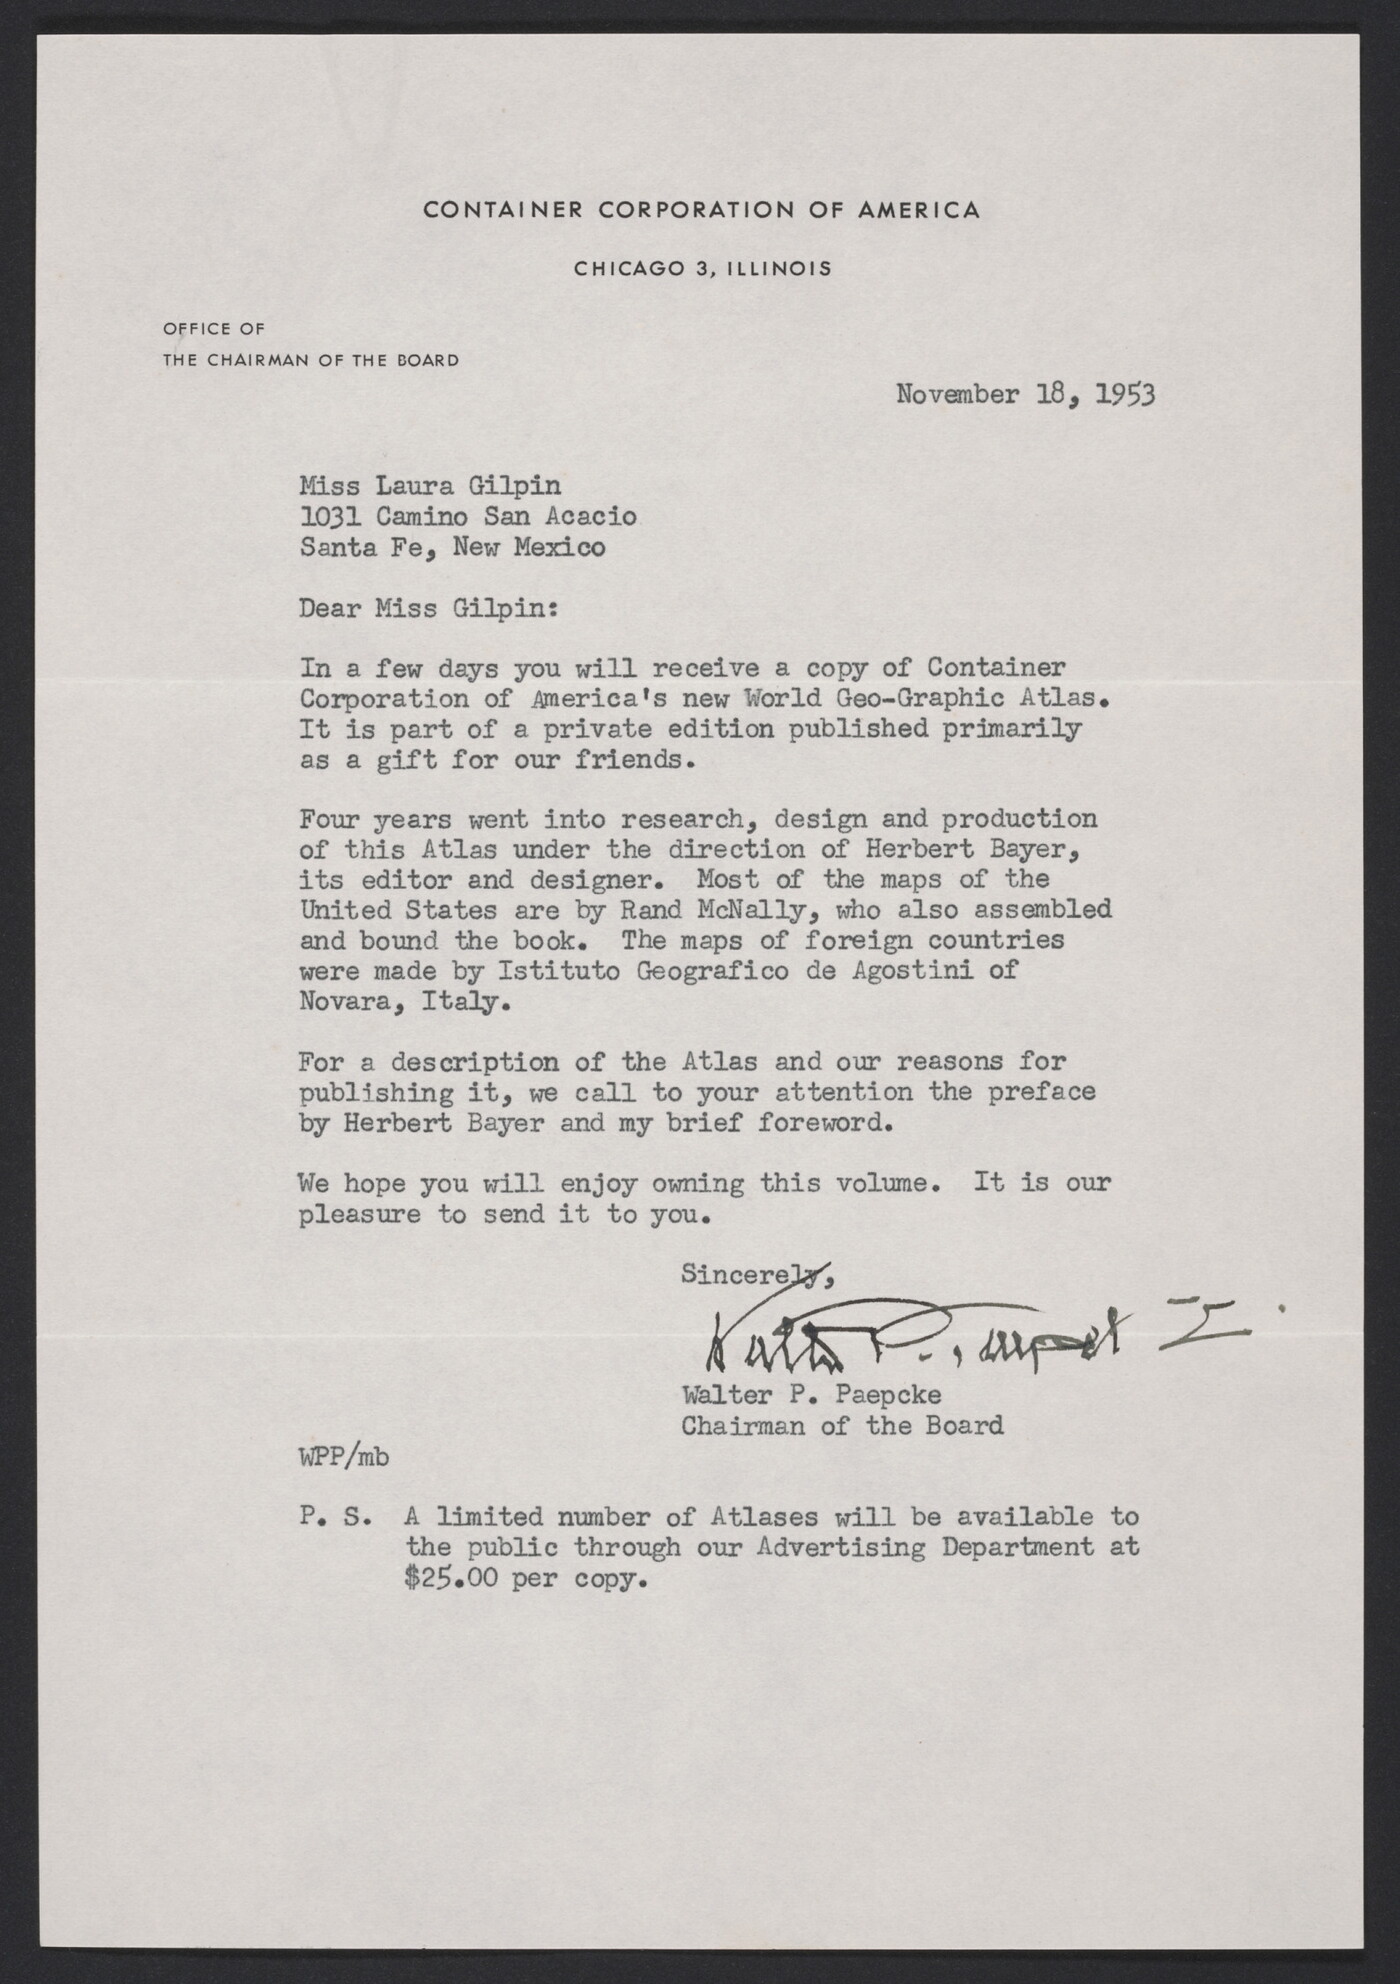 CONTAINER CORPORATION OF AMERICA
CHICAGO 3, ILLINOIS
OFFICE OF
THE CHAIRMAN OF THE BOARD
November 18, 1953
Miss Laura Gilpin
1031 Camino San Acacio
Santa Fe, New Mexico
Dear Miss Gilpin:
In a few days you will receive a copy of Container
Corporation of America's new World Geo-Graphic Atlas.
It is part of a private edition published primarily
as a gift for our friends.
Four years went into research, design and production
of this Atlas under the direction of Herbert Bayer,
its editor and designer. Most of the maps of the
United States are by Rand McNally, who also assembled
and bound the book. The maps of foreign countries
were made by Istituto Geografico de Agostini of
Novara, Italy.
For a description of the Atlas and our reasons for
publishing it, we call to your attention the preface
by Herbert Bayer and my brief foreword.
We hope you will enjoy owning this volume. It is our
pleasure to send it to you.
Sincerely,
Walter P. Paepcke
Walter P. Paepcke
Chairman of the Board
WPP/mb
P. S. A limited number of Atlases will be available to
the public through our Advertising Department at
$25.00 per copy.